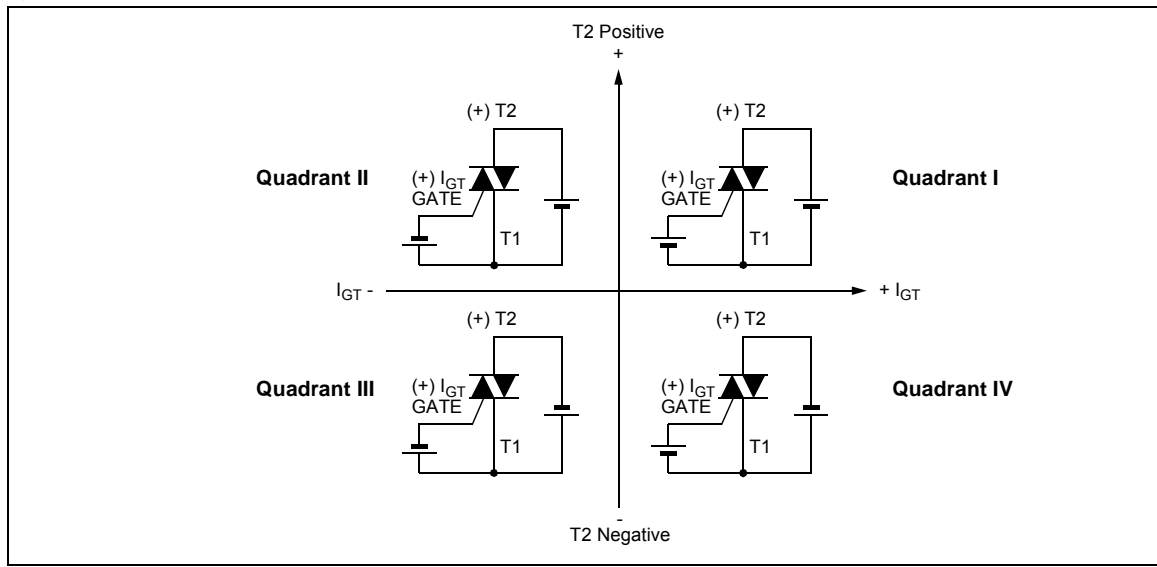 T2 Positive
+
(+) T2
(+) T2
Quadrant II
(+) IGT
GATE
(+) IGT
GATE
Quadrant I
T1
T1
IGT -
+ IGT
(+) T2
(+) T2
Quadrant III
(+) IGT
GATE
(+) IGT
GATE
Quadrant IV
T1
T1
-
T2 Negative